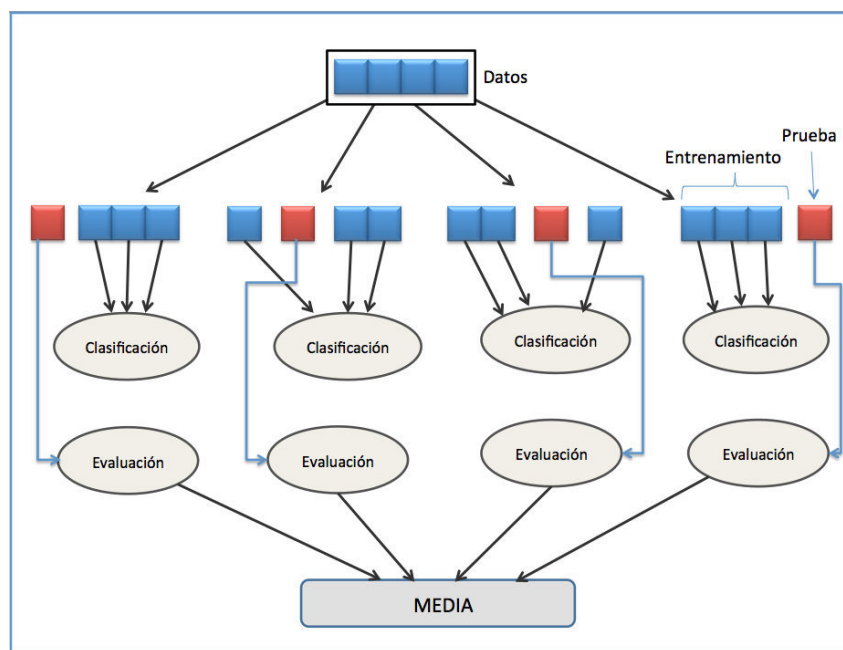 Datos
Prueba
Entrenamiento
Clasificación
Clasificación
Clasificación
Clasificación
Evaluación
Evaluación
Evaluación
Evaluación
MEDIA